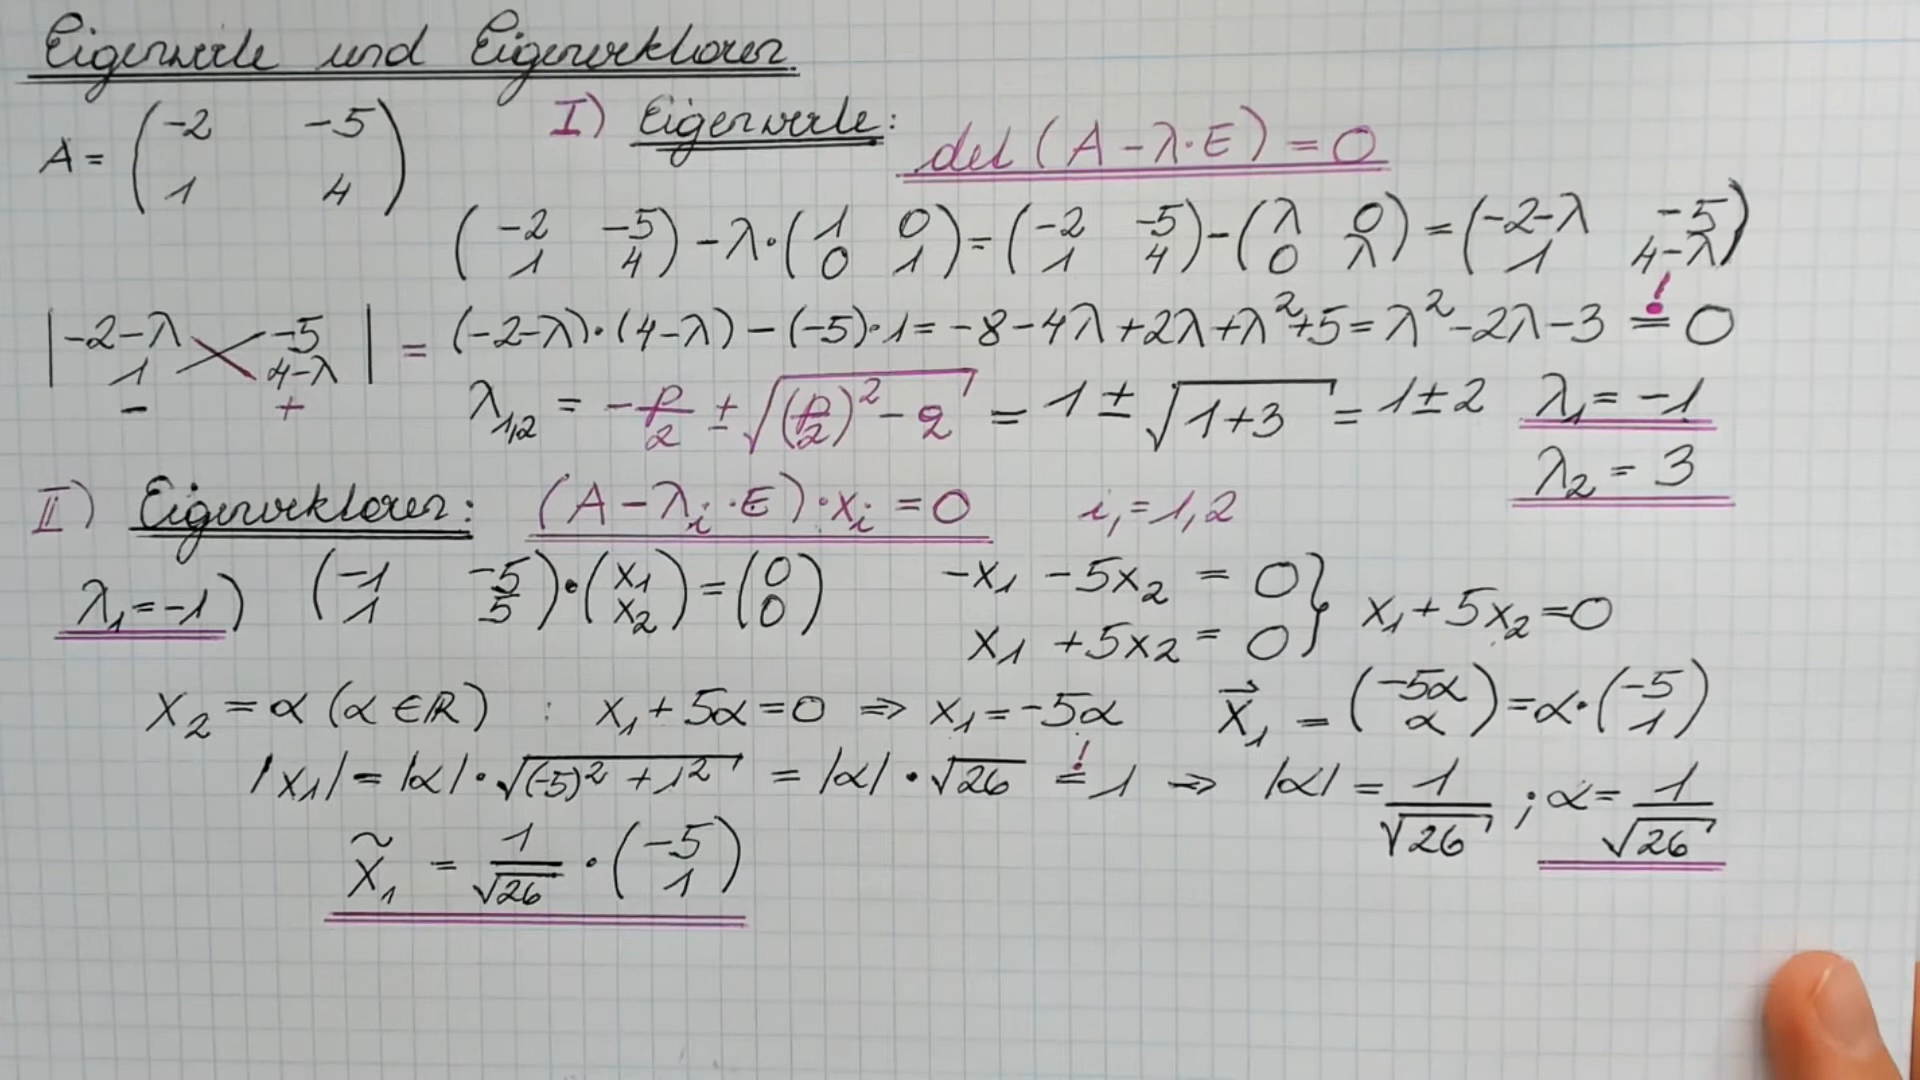 Eigenwerte und Eigenvektoren
A = (-2 -5; 1 4)
I) Eigenwerte: det(A-λ·E) = 0
(-2 -5; 1 4) - λ·(1 0; 0 1) = (-2 -5; 1 4) - (λ 0; 0 λ) = (-2-λ -5; 1 4-λ)
|-2-λ -5; 1 4-λ| = (-2-λ)·(4-λ) - (-5)·1 = -8-4λ+2λ+λ²+5 = λ²-2λ-3 =! 0
- +
λ₁,₂ = -p/2 ± √((p/2)²-q) = 1 ± √(1+3) = 1±2 λ₁ = -1
λ₂ = 3
II) Eigenvektoren: (A-λᵢ·E)·xᵢ = 0 i,=1,2
λ₁=-1) (-1 -5; 1 5)·(x₁; x₂) = (0; 0) -x₁ -5x₂ = 0 x₁ +5x₂ = 0} x₁+5x₂=0
x₂ = α (α∈ℝ) : x₁+5α=0 ⇒ x₁=-5α x⃗₁ = (-5α; α) = α·(-5; 1)
|x₁| = |α|·√((-5)²+1²) = |α|·√26 =! 1 ⇒ |α| = 1/√26 ; α = 1/√26
x̃₁ = 1/√26 · (-5; 1)